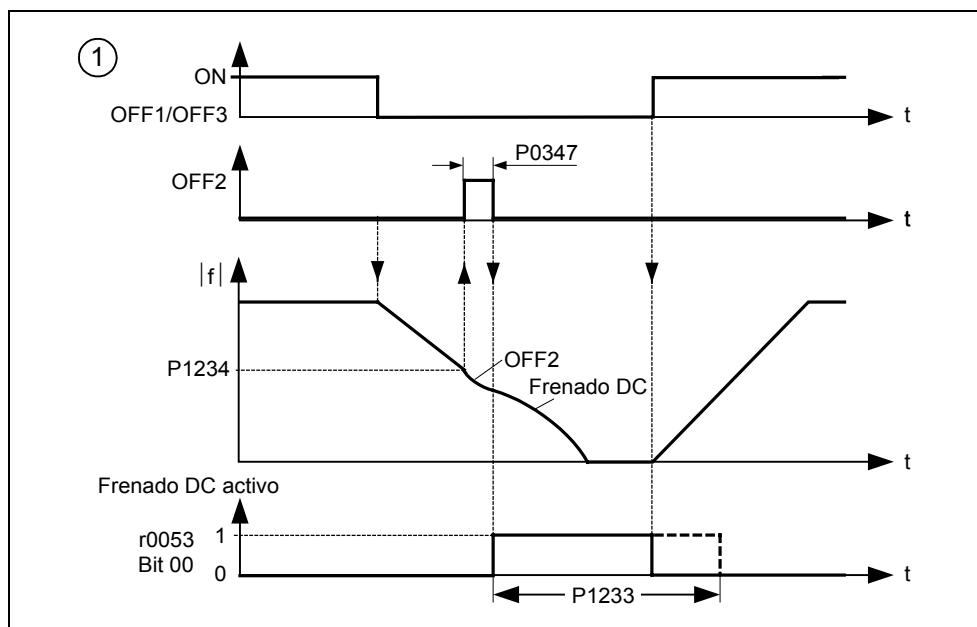 1
ON
OFF1/OFF3
t
P0347
OFF2
t
|f|
P1234
OFF2
Frenado DC
t
Frenado DC activo
r0053 1
Bit 00
0
t
P1233